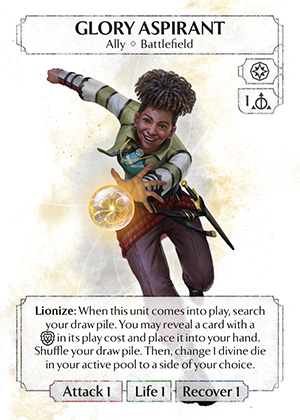 GLORY ASPIRANT
Ally ⬦ Battlefield
1
Lionize: When this unit comes into play, search
your draw pile. You may reveal a card with a
in its play cost and place it into your hand.
Shuffle your draw pile. Then, change 1 divine die
in your active pool to a side of your choice.
Attack 1 Life 1 Recover 1